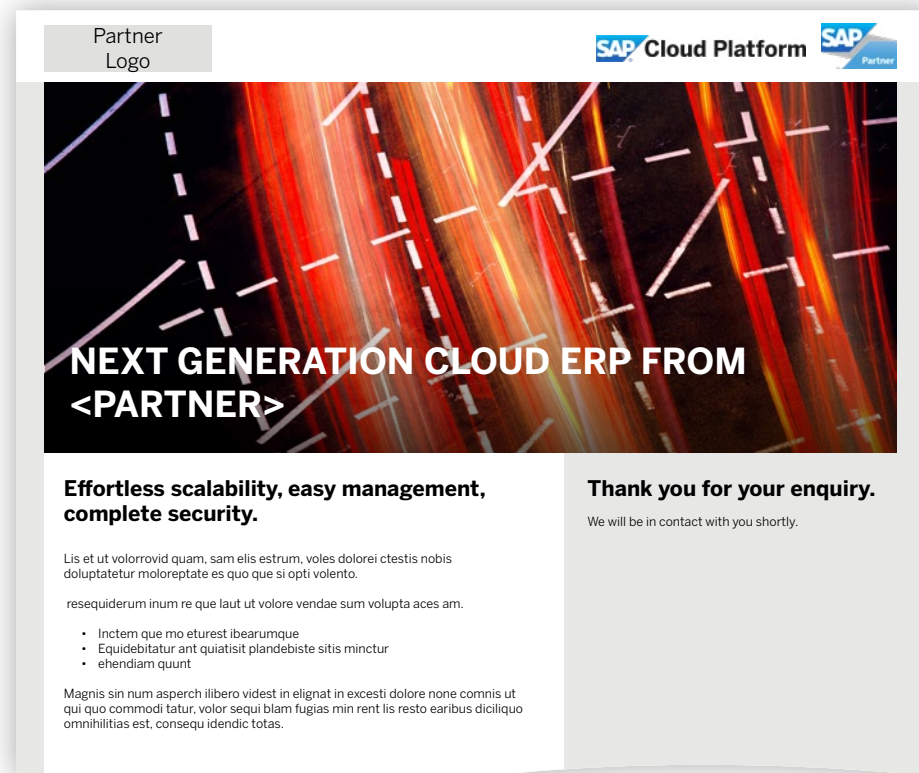 Partner
Logo
SAP Cloud Platform
SAP
Partner
NEXT GENERATION CLOUD ERP FROM
<PARTNER>
Effortless scalability, easy management,
complete security.
Lis et ut volorrovid quam, sam elis estrum, voles dolorei ctestis nobis
doluptatetur moloreptate es quo que si opti volento.
resequiderum inum re que laut ut volore vendae sum volupta aces am.
• Inctem que mo eturest ibearumque
• Equidebitatur ant quiatisit plandebiste sitis minctur
• ehendiam quunt
Magnis sin num asperch ilibero videst in elignat in excesti dolore none comnis ut
qui quo commodi tatur, volor sequi blam fugias min rent lis resto earibus diciliquo
omnihilitias est, consequ idendic totas.
Thank you for your enquiry.
We will be in contact with you shortly.